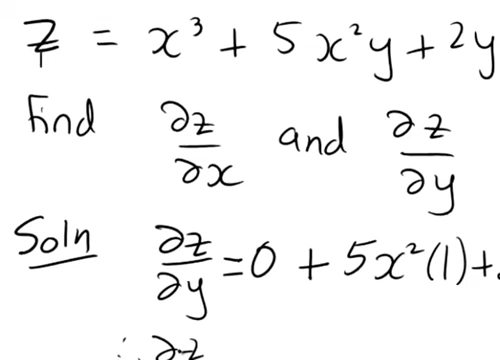 z = x³ + 5x²y + 2y
Find ∂z/∂x and ∂z/∂y
Soln ∂z/∂y = 0 + 5x²(1) +
∴ ∂z